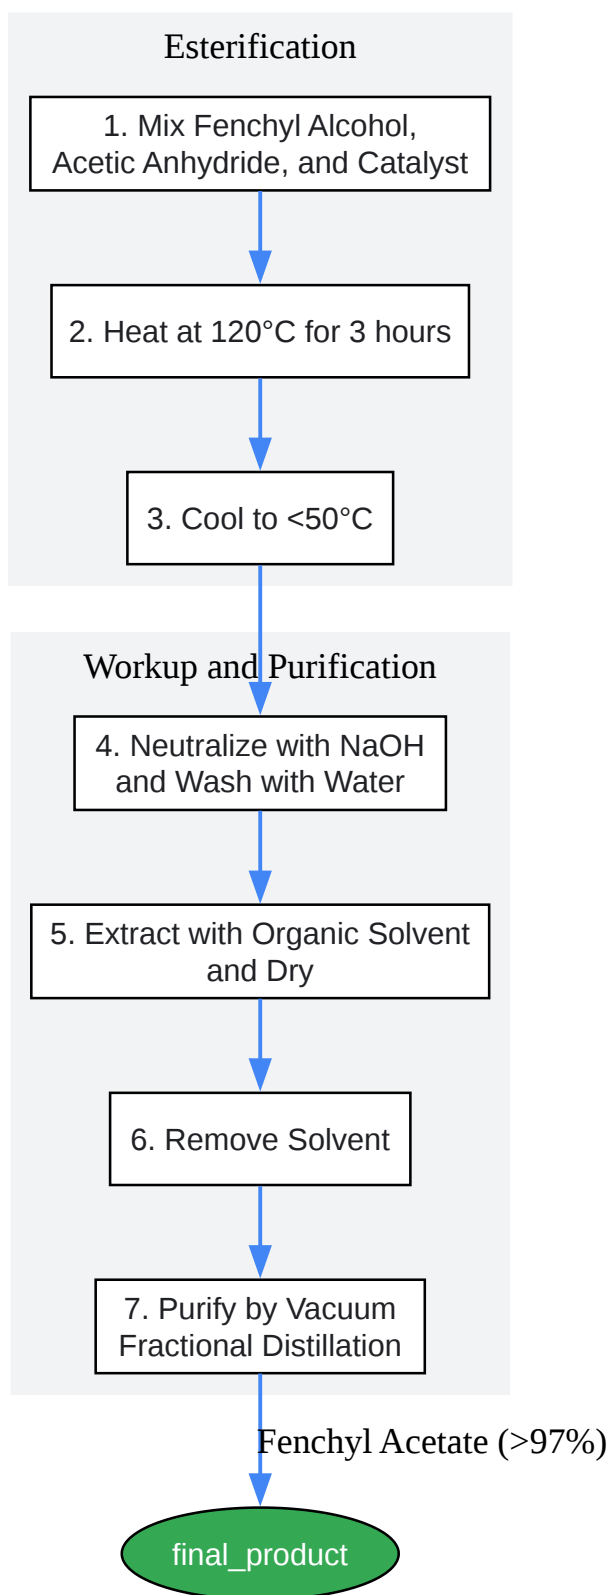 Esterification
1. Mix Fenchyl Alcohol,
Acetic Anhydride, and Catalyst
2. Heat at 120°C for 3 hours
3. Cool to <50°C
Workup and Purification
4. Neutralize with NaOH
and Wash with Water
5. Extract with Organic Solvent
and Dry
6. Remove Solvent
7. Purify by Vacuum
Fractional Distillation
Fenchyl Acetate (>97%)
final_product